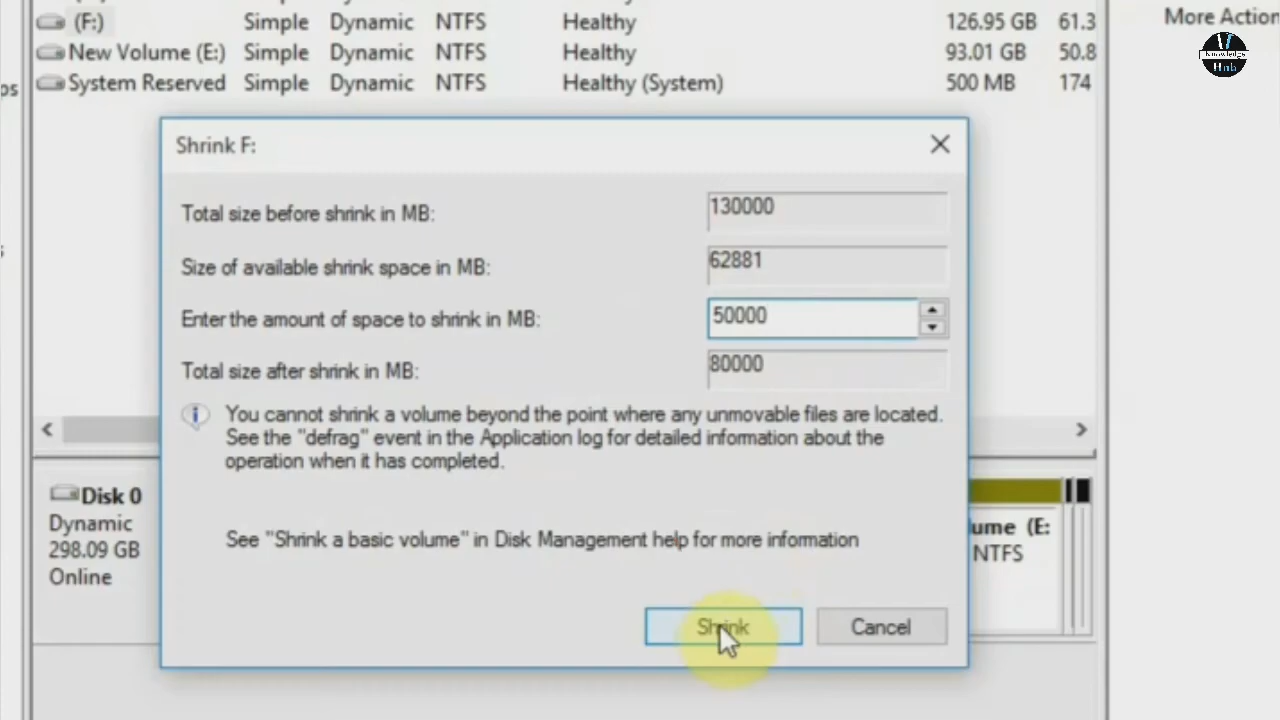 (F:) Simple Dynamic NTFS Healthy 126.95 GB 61.3
More Action
New Volume (E:) Simple Dynamic NTFS Healthy 93.01 GB 50.8
Knowledge
Hub
System Reserved Simple Dynamic NTFS Healthy (System) 500 MB 174
Shrink F:
Total size before shrink in MB: 130000
Size of available shrink space in MB: 62881
Enter the amount of space to shrink in MB: 50000
Total size after shrink in MB: 80000
You cannot shrink a volume beyond the point where any unmovable files are located.
See the "defrag" event in the Application log for detailed information about the
operation when it has completed.
Disk 0
Dynamic
298.09 GB
Online
ume (E:
NTFS
See "Shrink a basic volume" in Disk Management help for more information
Shrink Cancel